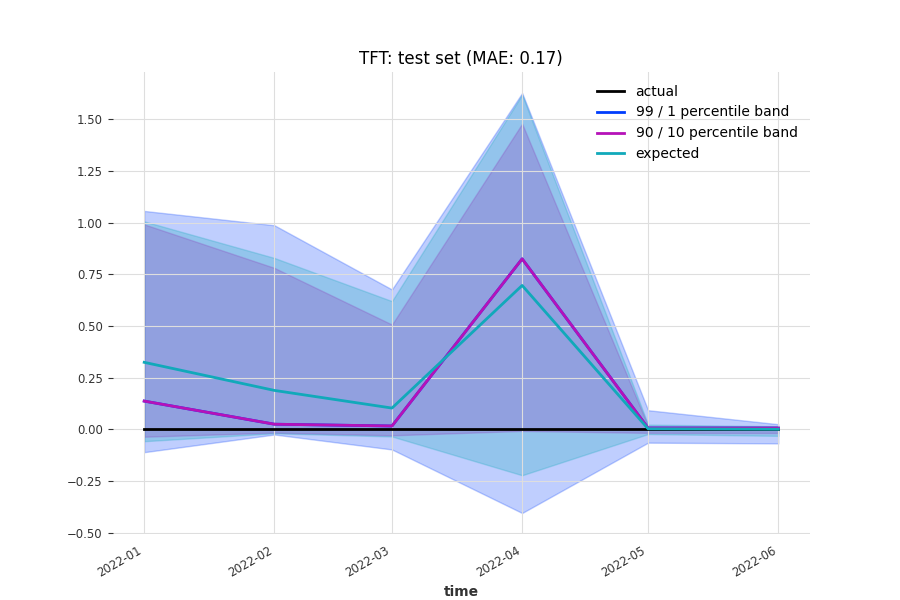 TFT: test set (MAE: 0.17)
actual
99 / 1 percentile band
90 / 10 percentile band
expected
1.50
1.25
1.00
0.75
0.50
0.25
0.00
−0.25
−0.50
2022-01
2022-02
2022-03
2022-04
2022-05
2022-06
time